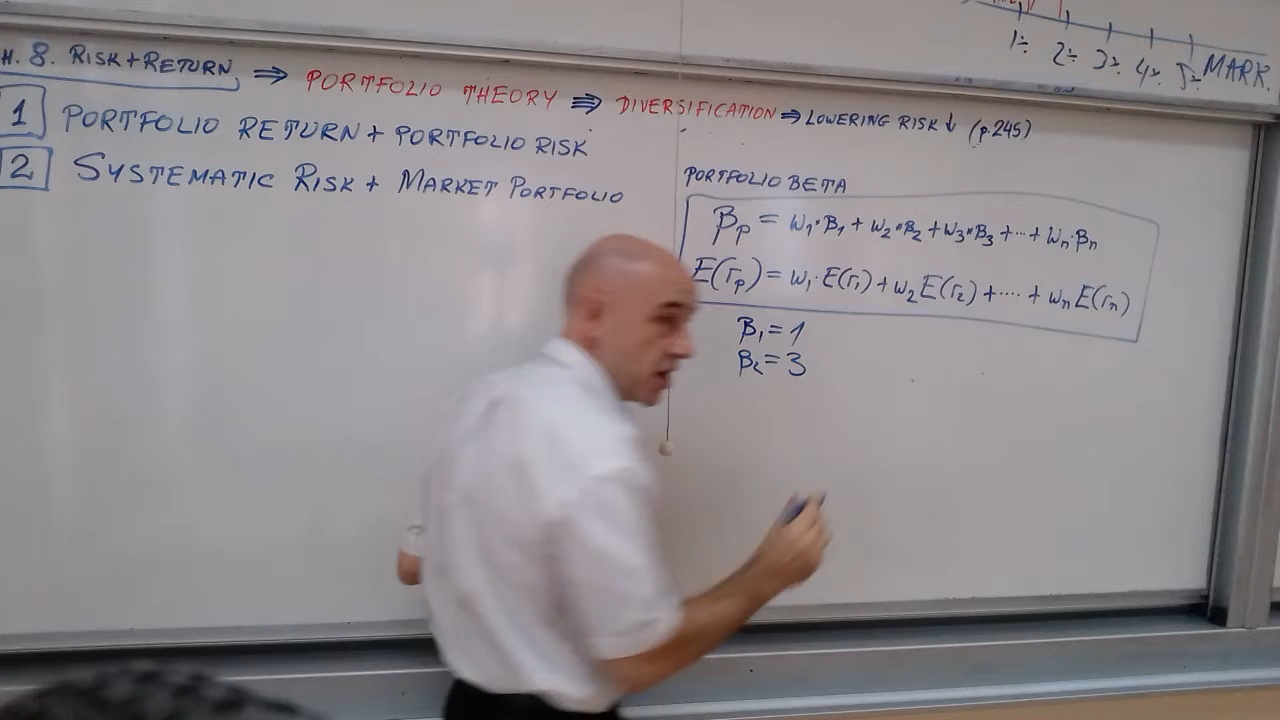 H. 8. RISK+RETURN ⇒ PORTFOLIO THEORY ⇛ DIVERSIFICATION ⇒ LOWERING RISK ↓ (p.245)
1 PORTFOLIO RETURN + PORTFOLIO RISK
2 SYSTEMATIC RISK + MARKET PORTFOLIO
1% 2% 3% 4% 5% MARK.
PORTFOLIO BETA
βp = w1·β1 + w2·β2 + w3·β3 + ... + wn·βn
E(rp) = w1·E(r1) + w2 E(r2) + .... + wn E(rn)
β1 = 1
β2 = 3